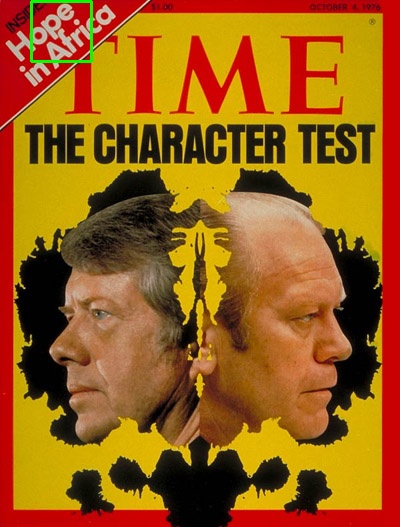 INSIDE:
Hope
in Africa
$1.00
OCTOBER 4, 1976
TIME
®
THE CHARACTER TEST